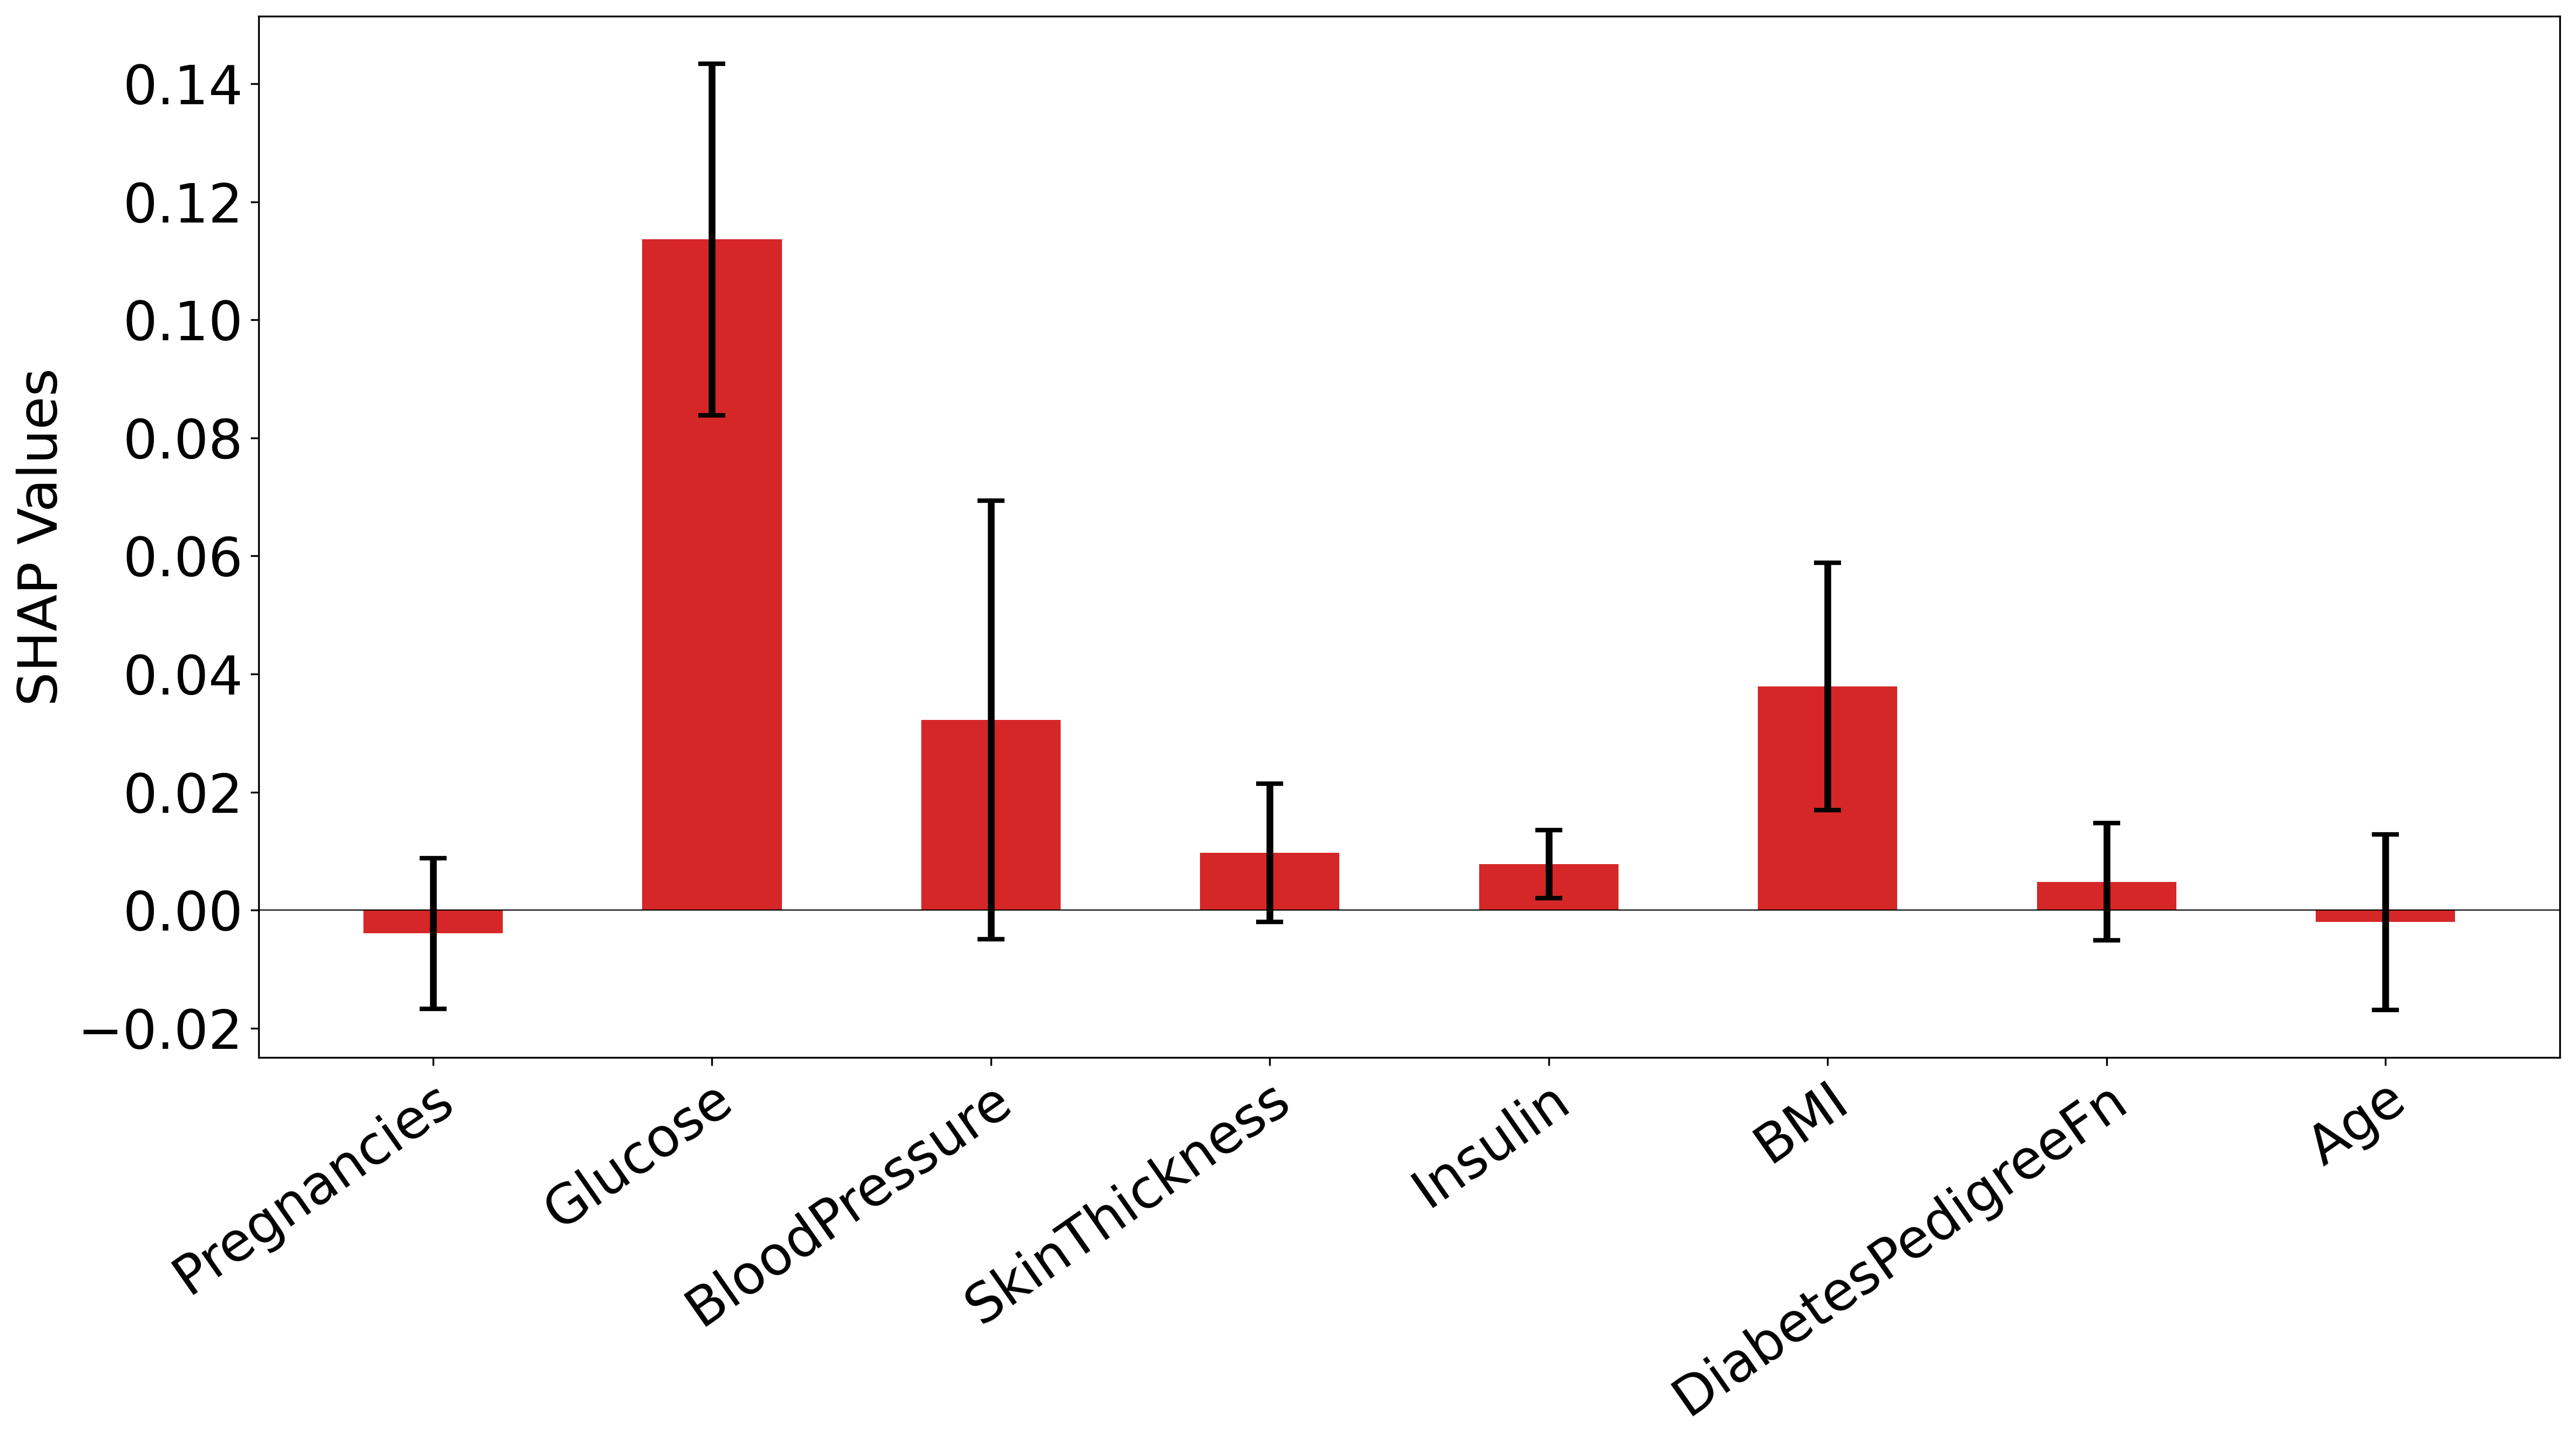 SHAP Values
0.14
0.12
0.10
0.08
0.06
0.04
0.02
0.00
−0.02
Pregnancies
Glucose
BloodPressure
SkinThickness
Insulin
BMI
DiabetesPedigreeFn
Age